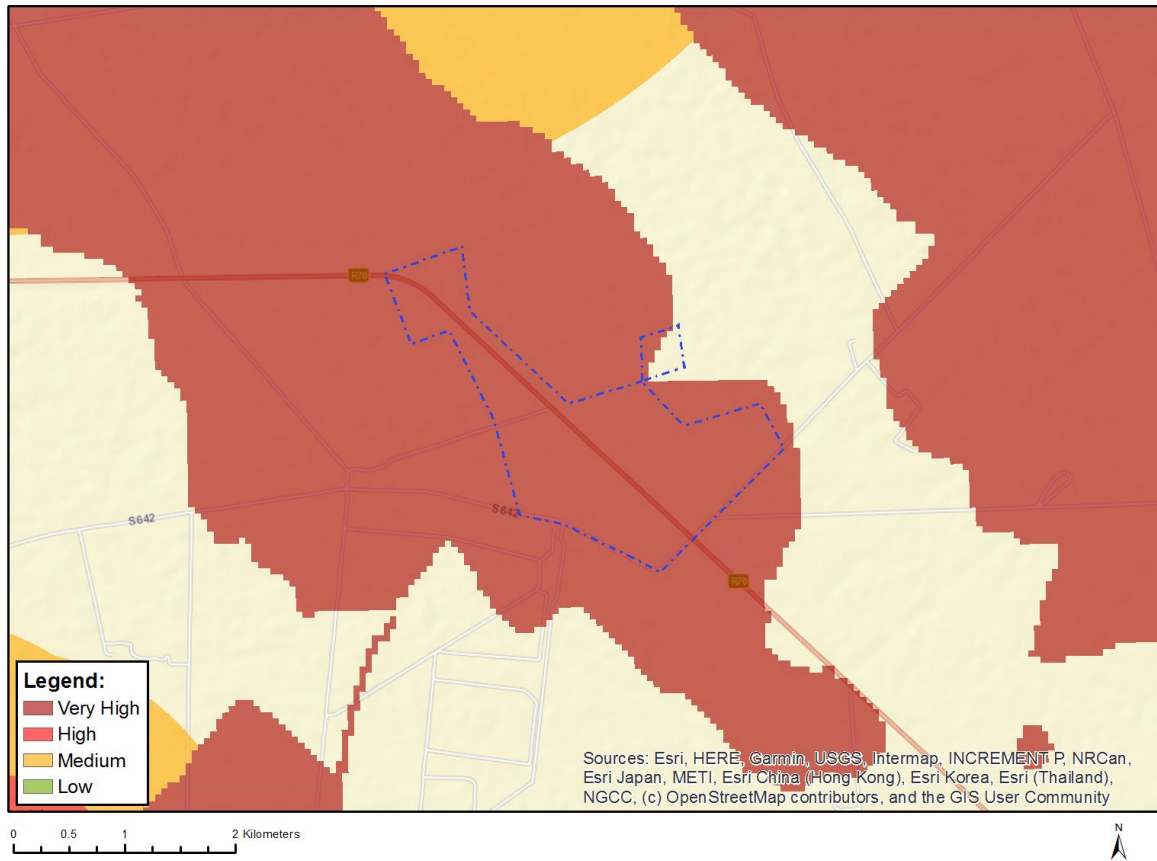 R76
S642
S642
R76
Legend:
Very High
High
Medium
Low
Sources: Esri, HERE, Garmin, USGS, Intermap, INCREMENT P, NRCan,
Esri Japan, METI, Esri China (Hong Kong), Esri Korea, Esri (Thailand),
NGCC, (c) OpenStreetMap contributors, and the GIS User Community
0 0.5 1 2 Kilometers
N